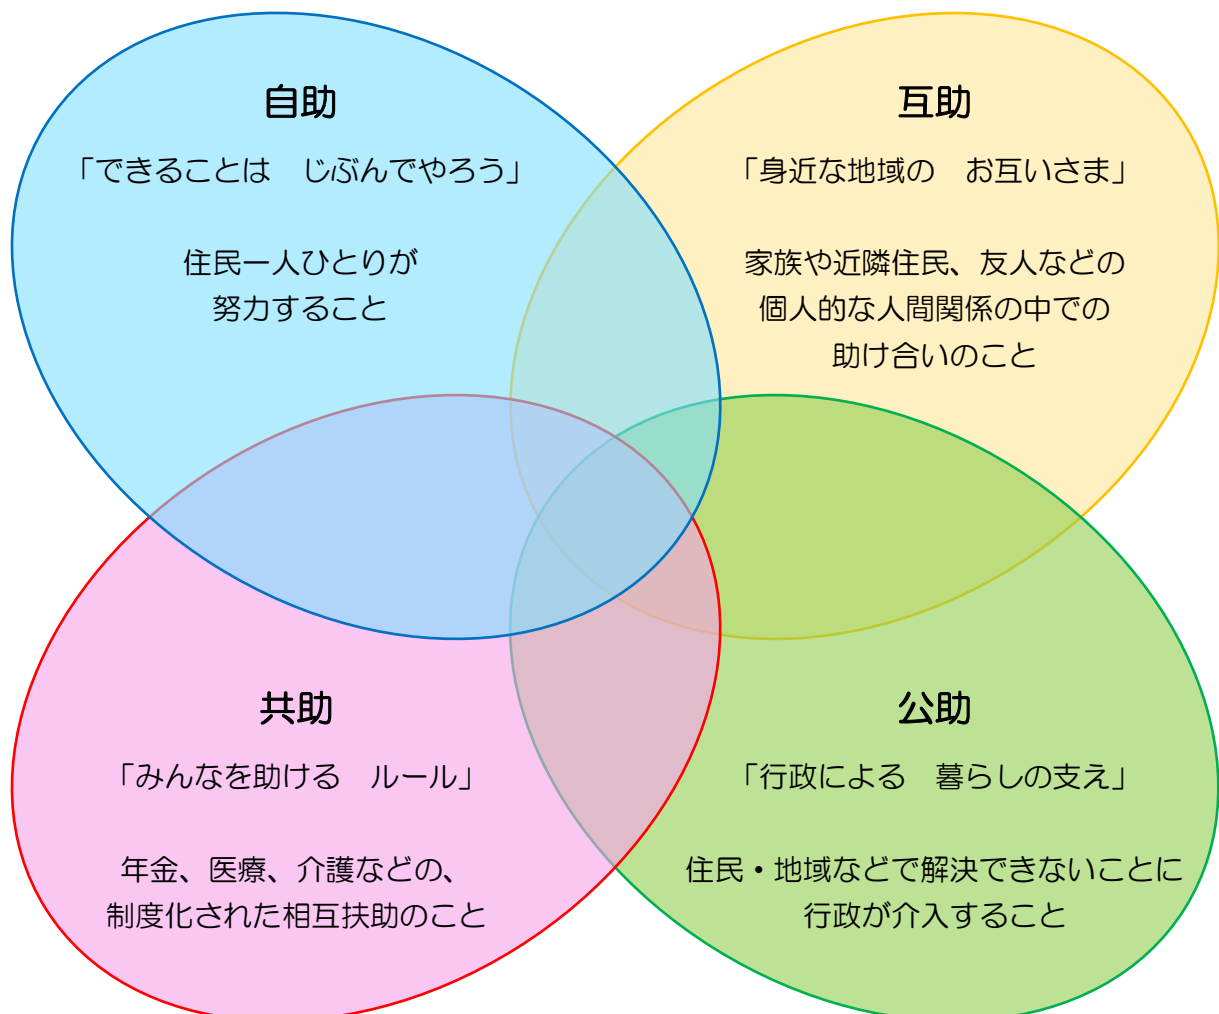 自助
「できることは　じぶんでやろう」
住民一人ひとりが
努力すること
互助
「身近な地域の　お互いさま」
家族や近隣住民、友人などの
個人的な人間関係の中での
助け合いのこと
共助
「みんなを助ける　ルール」
年金、医療、介護などの、
制度化された相互扶助のこと
公助
「行政による　暮らしの支え」
住民・地域などで解決できないことに
行政が介入すること